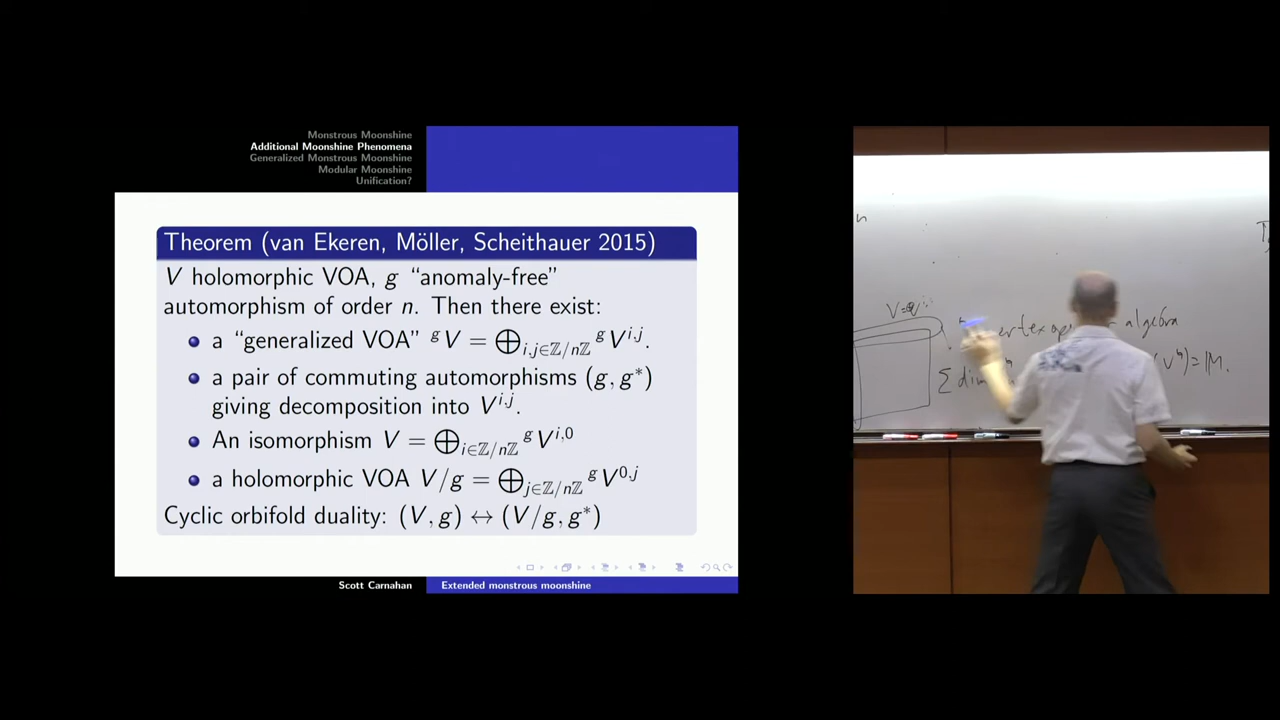 Monstrous Moonshine
Additional Moonshine Phenomena
Generalized Monstrous Moonshine
Modular Moonshine
Unification?
Theorem (van Ekeren, Möller, Scheithauer 2015)
V holomorphic VOA, g “anomaly-free”
automorphism of order n. Then there exist:
a “generalized VOA” ᵍV = ⊕_{i,j∈ℤ/nℤ} ᵍV^{i,j}.
a pair of commuting automorphisms (g, g*)
giving decomposition into V^{i,j}.
An isomorphism V = ⊕_{i∈ℤ/nℤ} ᵍV^{i,0}
a holomorphic VOA V/g = ⊕_{j∈ℤ/nℤ} ᵍV^{0,j}
Cyclic orbifold duality: (V, g) ↔ (V/g, g*)
Scott Carnahan
Extended monstrous moonshine
n
algebra
∑ dim
(V^♮) = 𝕄.